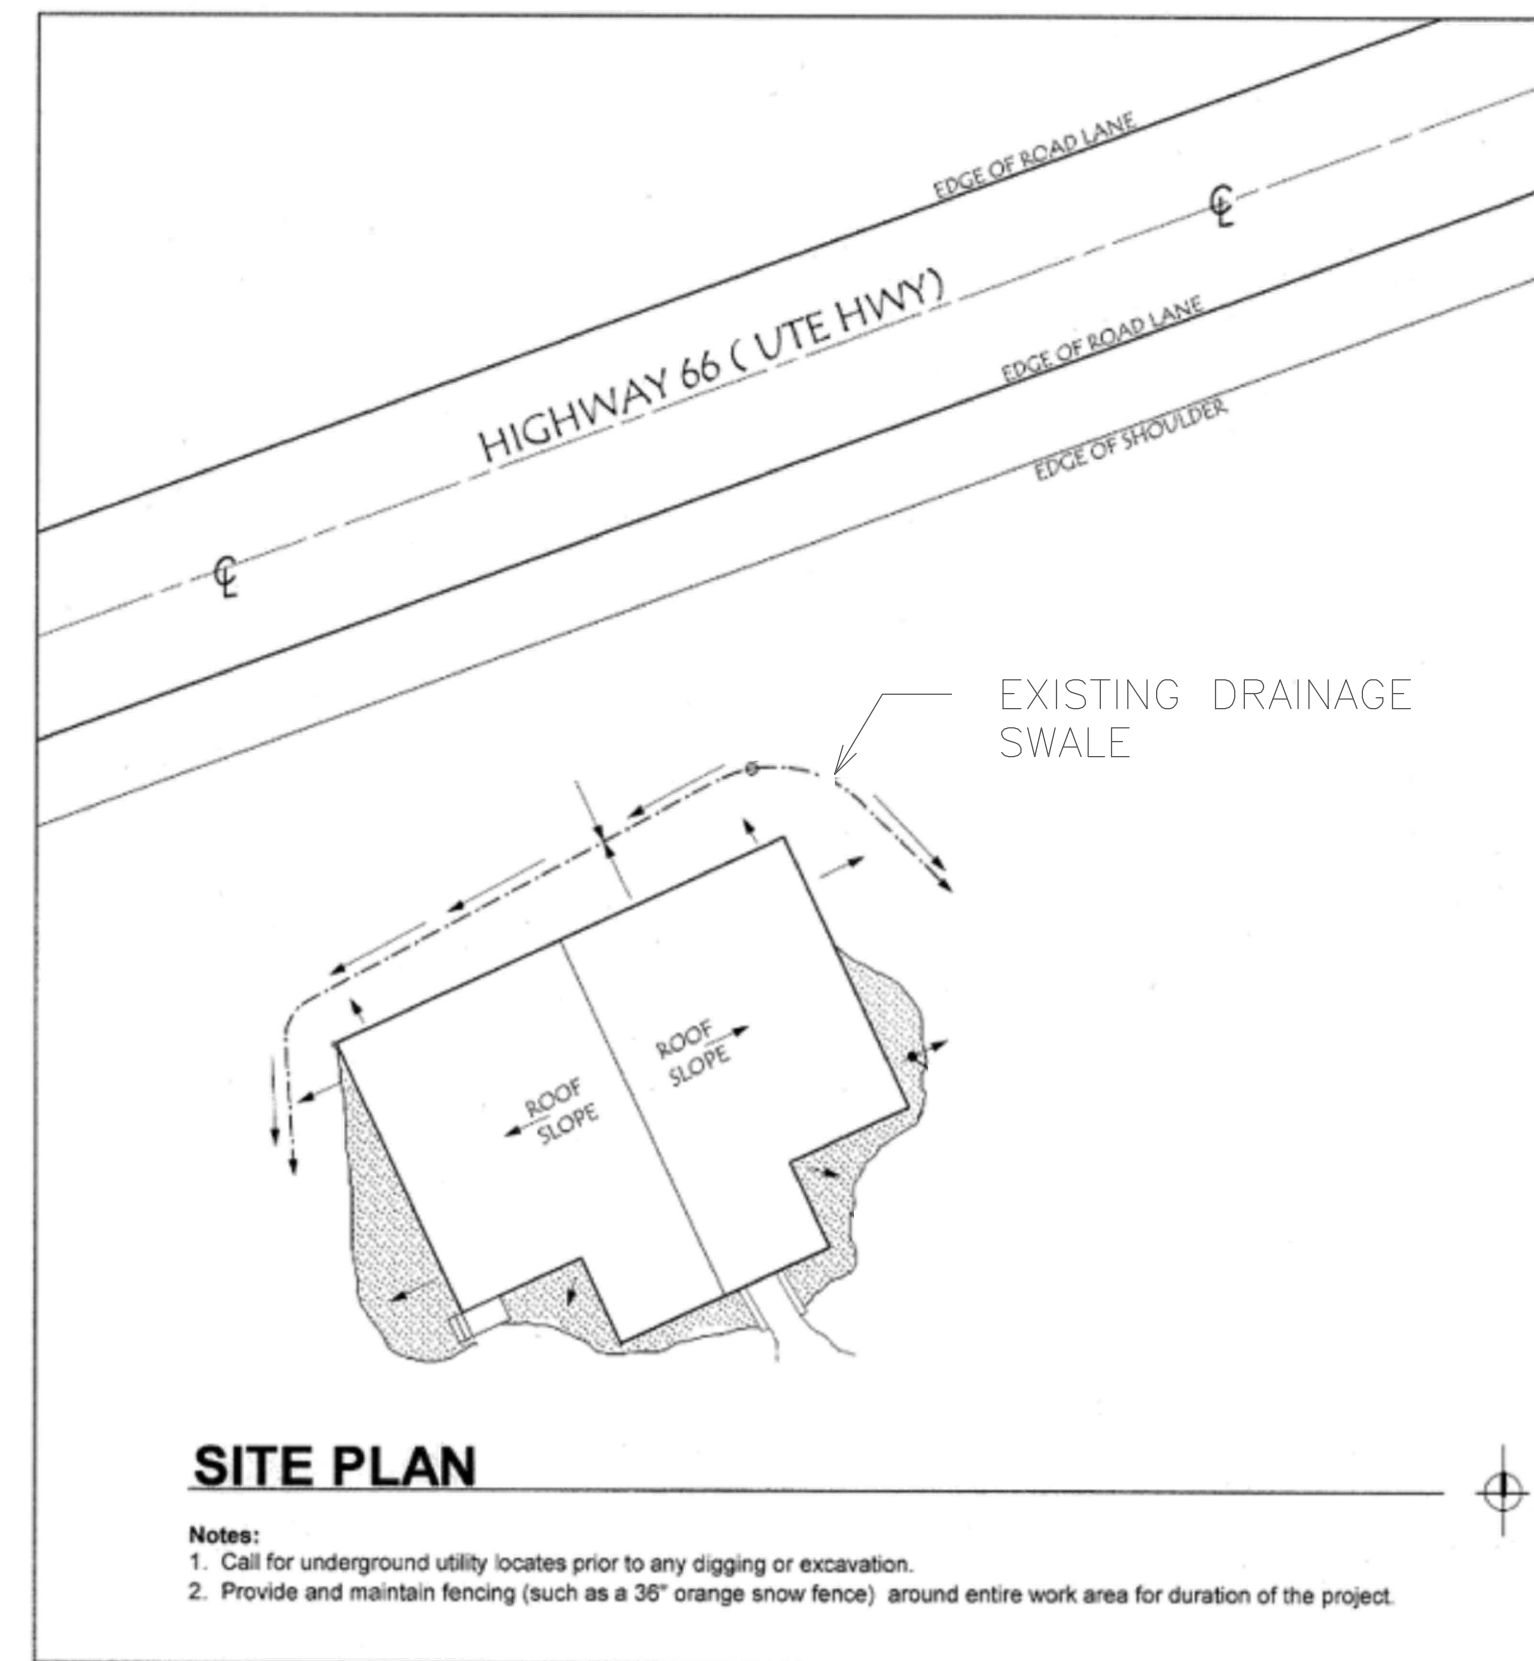 EDGE OF ROAD LANE
℄
HIGHWAY 66 ( UTE HWY)
EDGE OF ROAD LANE
EDGE OF SHOULDER
℄
EXISTING DRAINAGE
SWALE
ROOF
SLOPE
ROOF
SLOPE
SITE PLAN
Notes:
1. Call for underground utility locates prior to any digging or excavation.
2. Provide and maintain fencing (such as a 36" orange snow fence) around entire work area for duration of the project.